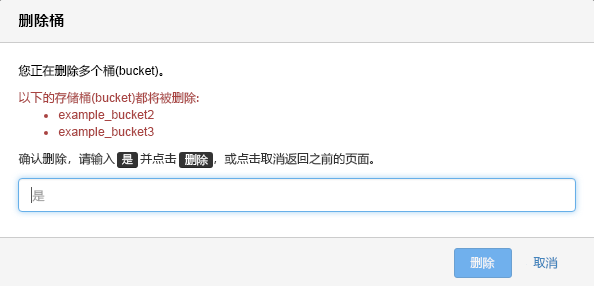 删除桶
您正在删除多个桶(bucket)。
以下的存储桶(bucket)都将被删除:
• example_bucket2
• example_bucket3
确认删除，请输入 是 并点击 删除，或点击取消返回之前的页面。
是
删除 取消